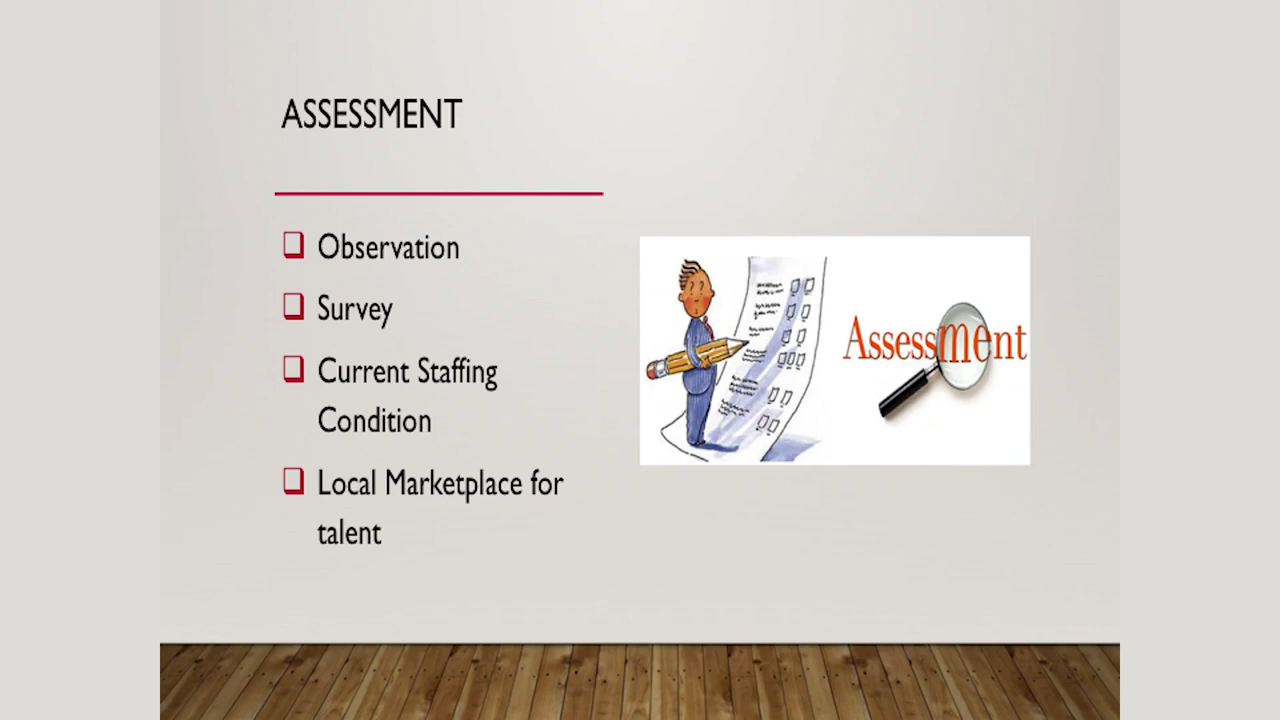 ASSESSMENT
Observation
Survey
Current Staffing
Condition
Local Marketplace for
talent
Assessment